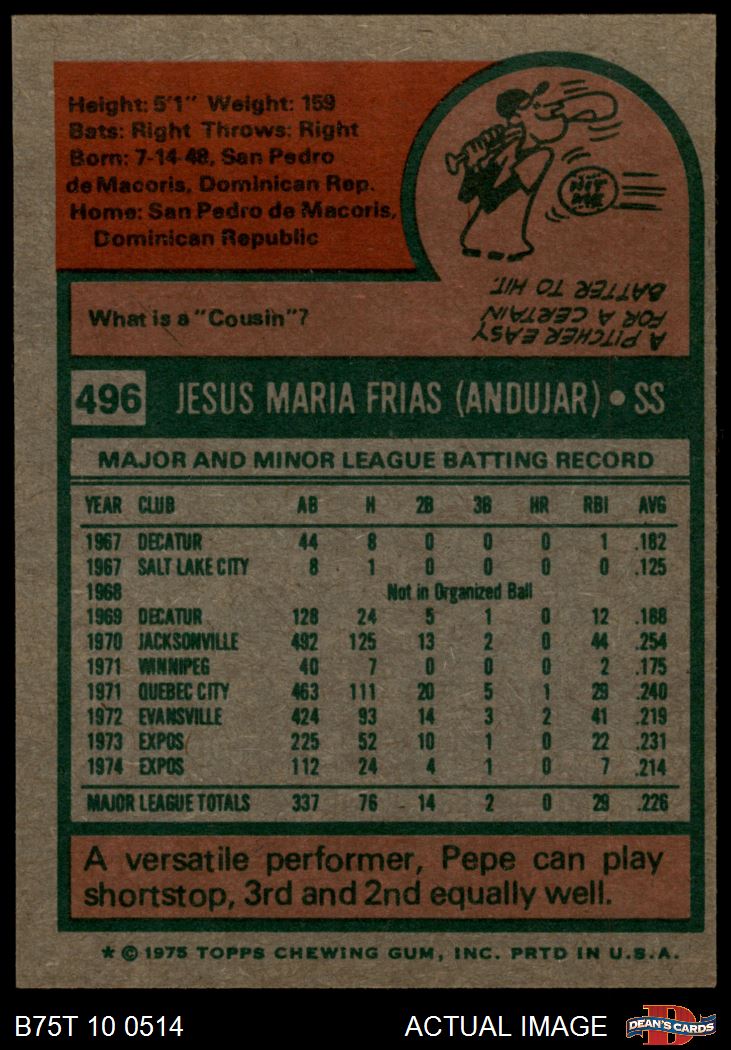 Height: 5'1" Weight: 159
Bats: Right Throws: Right
Born: 7-14-48, San Pedro
de Macoris, Dominican Rep.
Home: San Pedro de Macoris,
Dominican Republic
HIT
ME
What is a "Cousin"?
A PITCHER EASY
FOR A CERTAIN
BATTER TO HIT.
496 JESUS MARIA FRIAS (ANDUJAR) • SS
MAJOR AND MINOR LEAGUE BATTING RECORD
YEAR CLUB AB H 2B 3B HR RBI AVG
1967 DECATUR 44 8 0 0 0 1 .182
1967 SALT LAKE CITY 8 1 0 0 0 0 .125
1968 Not in Organized Ball
1969 DECATUR 128 24 5 1 0 12 .188
1970 JACKSONVILLE 492 125 13 2 0 44 .254
1971 WINNIPEG 40 7 0 0 0 2 .175
1971 QUEBEC CITY 463 111 20 5 1 29 .240
1972 EVANSVILLE 424 93 14 3 2 41 .219
1973 EXPOS 225 52 10 1 0 22 .231
1974 EXPOS 112 24 4 1 0 7 .214
MAJOR LEAGUE TOTALS 337 76 14 2 0 29 .226
A versatile performer, Pepe can play
shortstop, 3rd and 2nd equally well.
* © 1975 TOPPS CHEWING GUM, INC. PRTD IN U.S.A.
B75T 10 0514 ACTUAL IMAGE DEAN'S CARDS